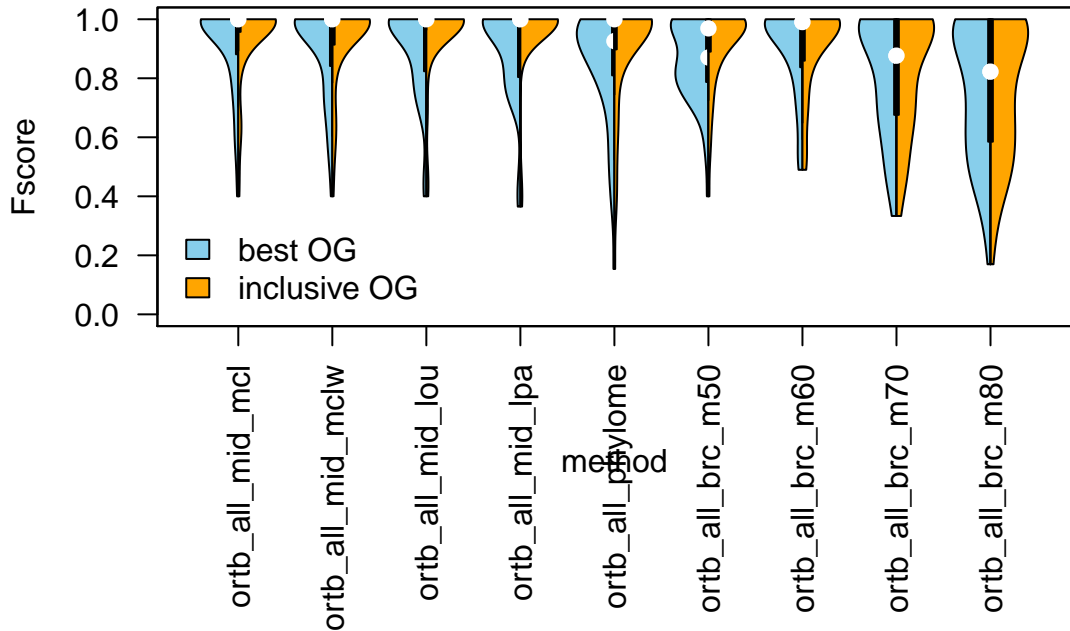 1.0
0.8
0.6
0.4
0.2
0.0
Fscore
best OG
inclusive OG
ortb_all_mid_mcl
ortb_all_mid_mclw
ortb_all_mid_lou
ortb_all_mid_lpa
ortb_all_phylome
ortb_all_brc_m50
ortb_all_brc_m60
ortb_all_brc_m70
ortb_all_brc_m80
method